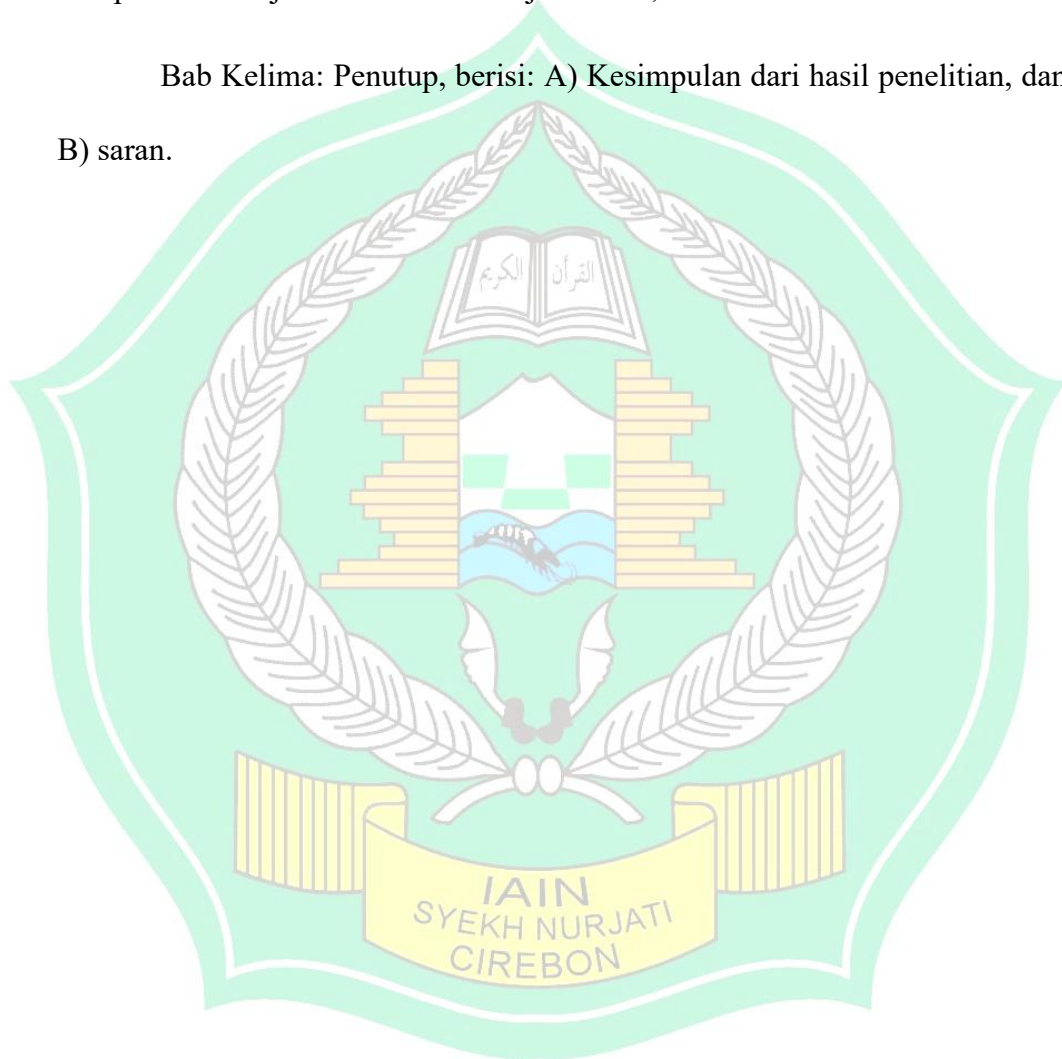 Bab Kelima: Penutup, berisi: A) Kesimpulan dari hasil penelitian, dan
B) saran.
القرآن الكريم
IAIN
SYEKH NURJATI
CIREBON